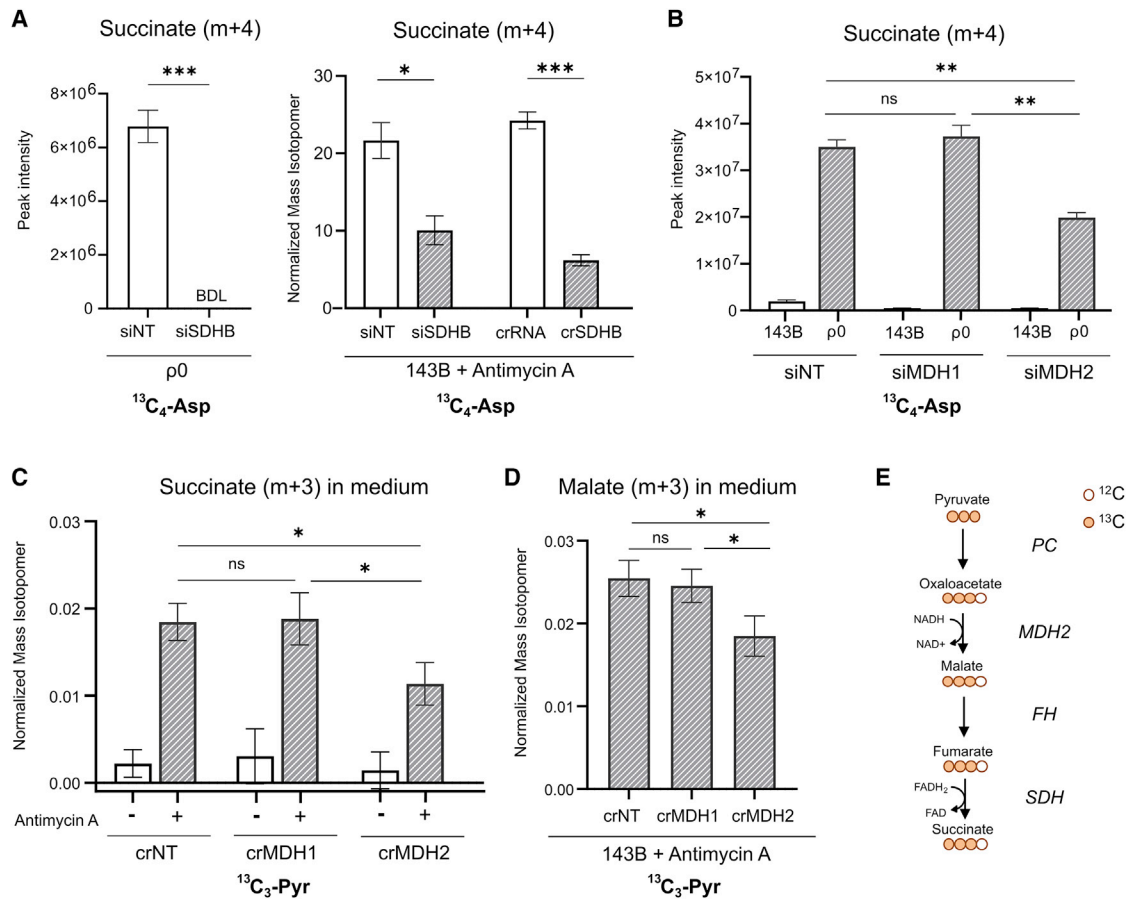 A
Succinate (m+4)
Peak intensity
8×10⁶
6×10⁶
4×10⁶
2×10⁶
0
***
BDL
siNT siSDHB
ρ0
¹³C₄-Asp
Succinate (m+4)
Normalized Mass Isotopomer
30
20
10
0
*
***
siNT siSDHB crRNA crSDHB
143B + Antimycin A
¹³C₄-Asp
B
Succinate (m+4)
Peak intensity
5×10⁷
4×10⁷
3×10⁷
2×10⁷
1×10⁷
0
**
ns
**
143B ρ0 143B ρ0 143B ρ0
siNT siMDH1 siMDH2
¹³C₄-Asp
C
Succinate (m+3) in medium
Normalized Mass Isotopomer
0.03
0.02
0.01
0.00
*
ns
*
Antimycin A - + - + - +
crNT crMDH1 crMDH2
¹³C₃-Pyr
D
Malate (m+3) in medium
Normalized Mass Isotopomer
0.03
0.02
0.01
0.00
*
ns
*
crNT crMDH1 crMDH2
143B + Antimycin A
¹³C₃-Pyr
E
¹²C
¹³C
Pyruvate
PC
Oxaloacetate
NADH
NAD+
MDH2
Malate
FH
Fumarate
FADH₂
FAD
SDH
Succinate